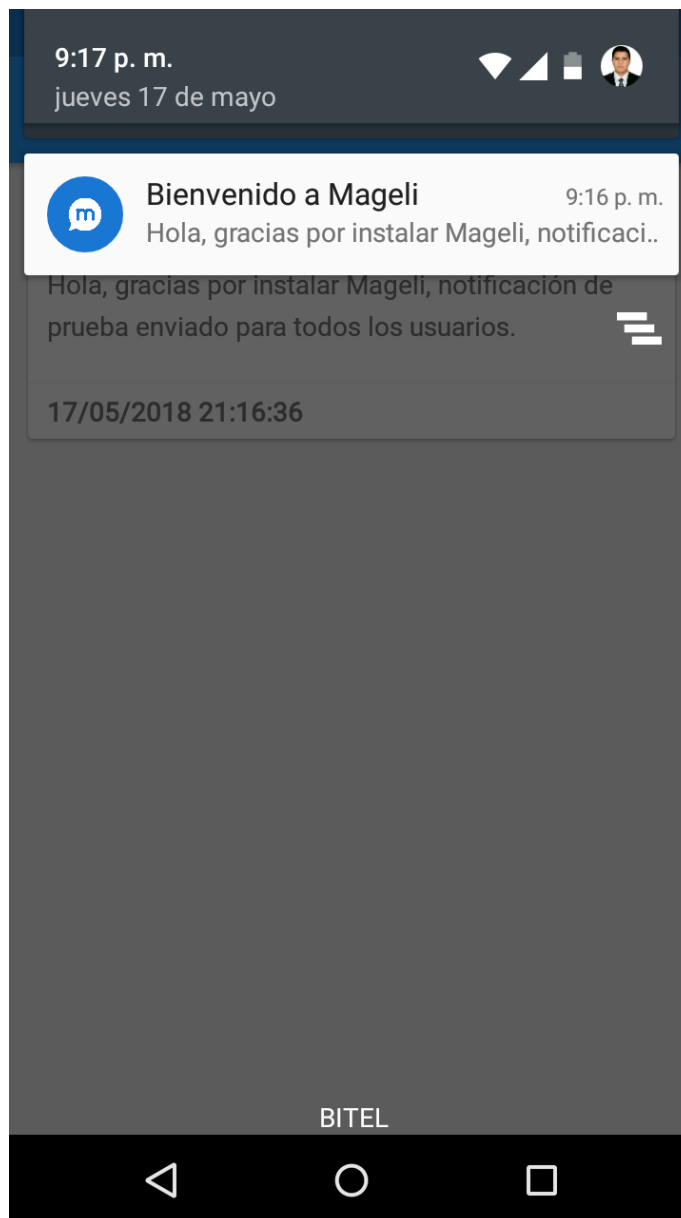 9:17 p. m.
jueves 17 de mayo
Bienvenido a Mageli 9:16 p. m.
Hola, gracias por instalar Mageli, notificaci..
Hola, gracias por instalar Mageli, notificación de
prueba enviado para todos los usuarios.
17/05/2018 21:16:36
BITEL